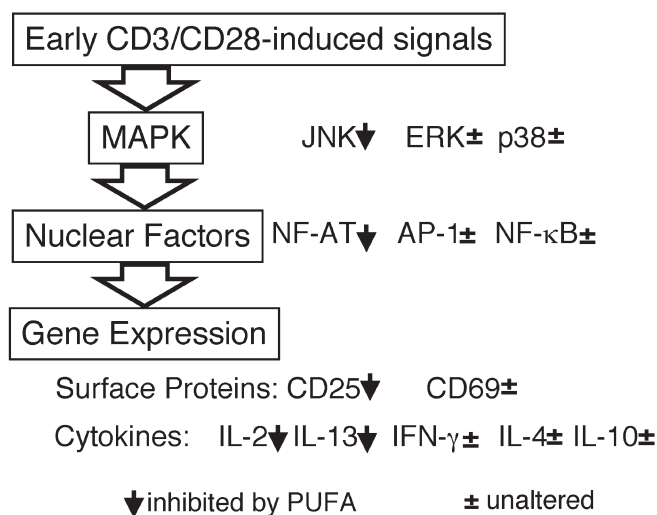 Early CD3/CD28-induced signals
MAPK JNK↓ ERK± p38±
Nuclear Factors NF-AT↓ AP-1± NF-κB±
Gene Expression
Surface Proteins: CD25↓ CD69±
Cytokines: IL-2↓ IL-13↓ IFN-γ± IL-4± IL-10±
↓inhibited by PUFA ± unaltered